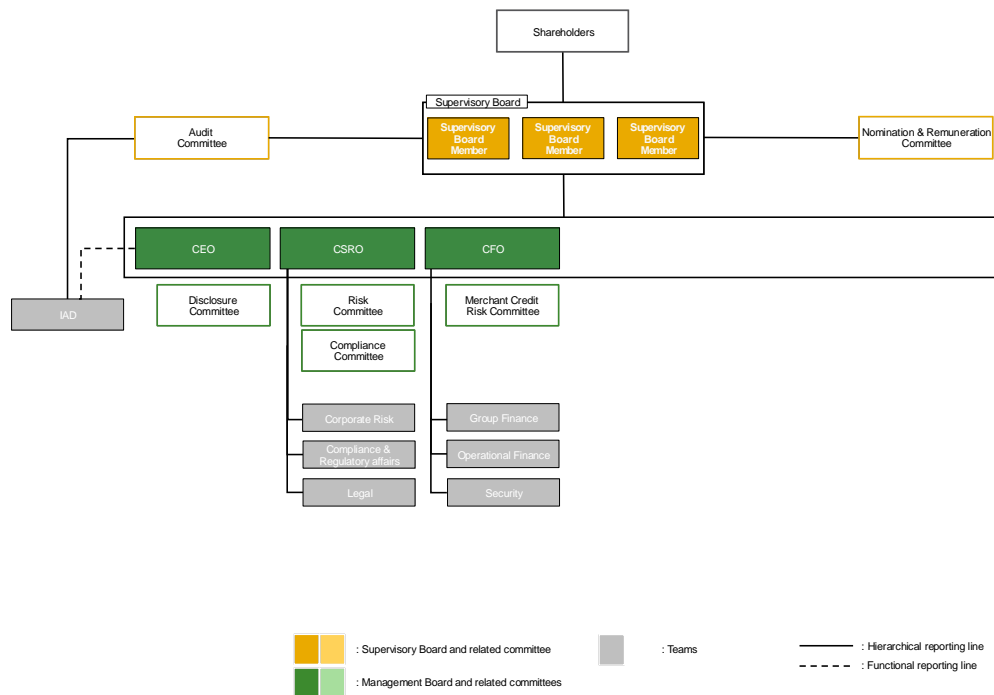 Shareholders
Supervisory Board
Audit
Committee
Supervisory
Board
Member
Supervisory
Board
Member
Supervisory
Board
Member
Nomination & Remuneration
Committee
CEO
CSRO
CFO
IAD
Disclosure
Committee
Risk
Committee
Merchant Credit
Risk Committee
Compliance
Committee
Corporate Risk
Group Finance
Compliance &
Regulatory affairs
Operational Finance
Legal
Security
: Supervisory Board and related committee
: Teams
: Hierarchical reporting line
: Functional reporting line
: Management Board and related committees